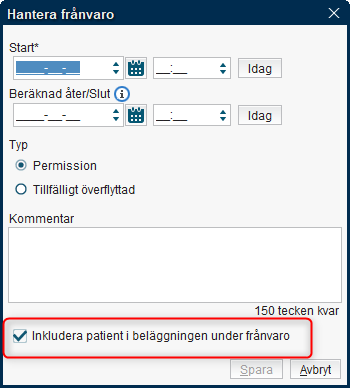 Hantera frånvaro
Start*
____-__-__ __:__ Idag
Beräknad åter/Slut
____-__-__ __:__ Idag
Typ
Permission
Tillfälligt överflyttad
Kommentar
150 tecken kvar
Inkludera patient i beläggningen under frånvaro
Spara Avbryt